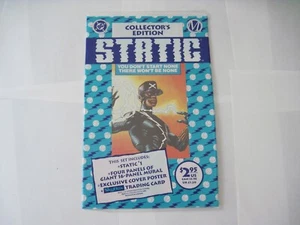 DC
COLLECTOR'S
EDITION
M
STATIC
YOU DON'T START NONE
THERE WON'T BE NONE
THIS SET INCLUDES:
•STATIC #1
•FOUR PANELS OF
GIANT 16-PANEL MURAL
•EXCLUSIVE COVER POSTER
TRADING CARD
$2.95